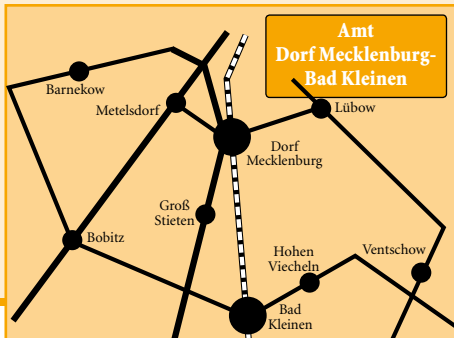 Amt
Dorf Mecklenburg-
Bad Kleinen
Barnekow
Metelsdorf
Lübow
Dorf
Mecklenburg
Groß
Stieten
Bobitz
Hohen
Viecheln
Ventschow
Bad
Kleinen